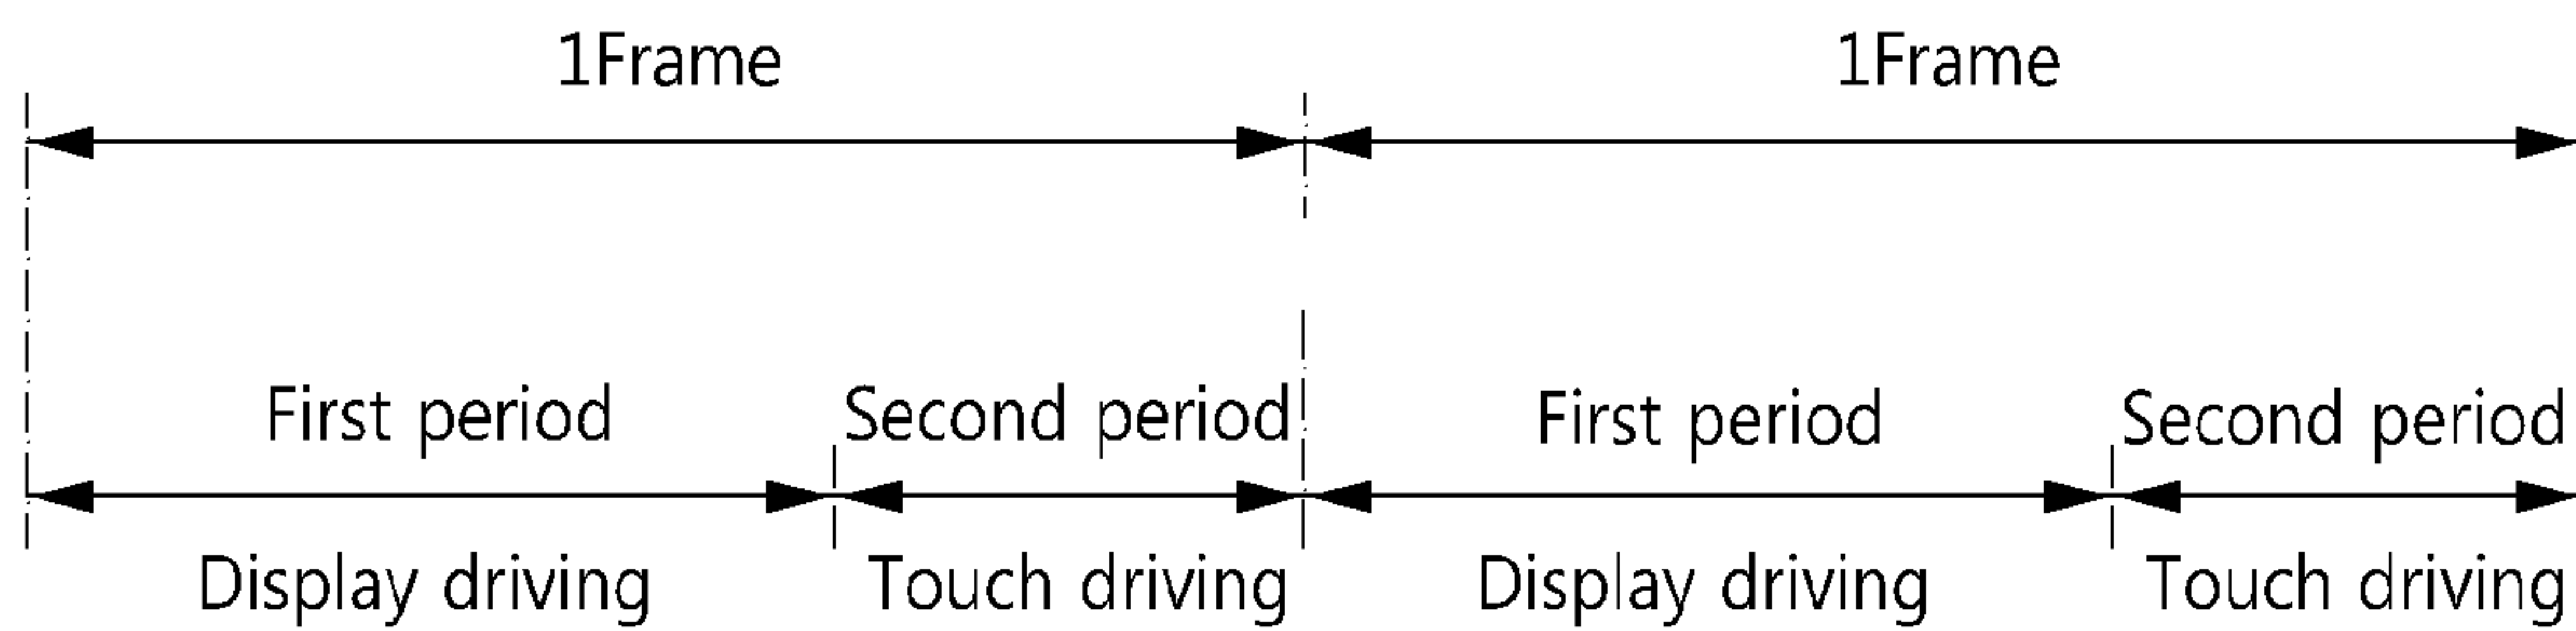 1Frame 1Frame
First period Second period First period Second period
Display driving Touch driving Display driving Touch driving